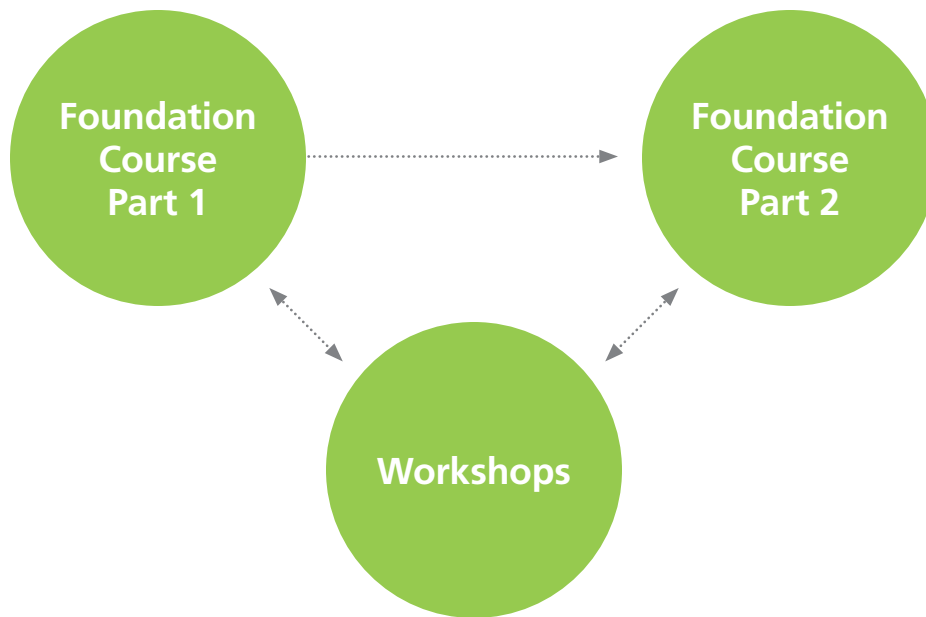 Foundation
Course
Part 1
Foundation
Course
Part 2
Workshops